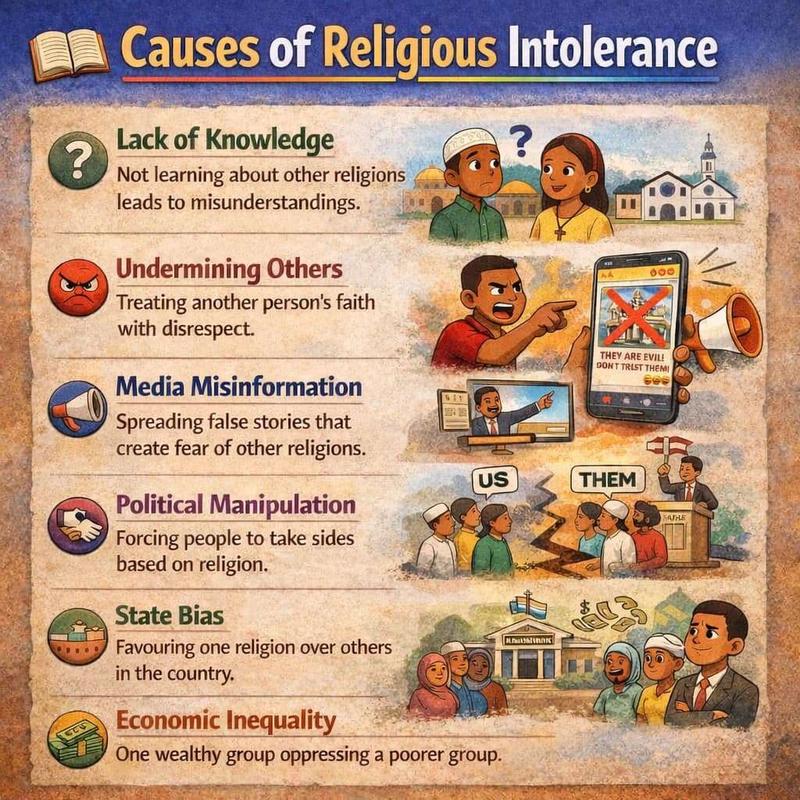 Causes of Religious Intolerance
Lack of Knowledge
Not learning about other religions
leads to misunderstandings.
?
?
Undermining Others
Treating another person's faith
with disrespect.
THEY ARE EVIL!
DON'T TRUST THEM!
Media Misinformation
Spreading false stories that
create fear of other religions.
US
THEM
Political Manipulation
Forcing people to take sides
based on religion.
State Bias
Favouring one religion over others
in the country.
$
Economic Inequality
One wealthy group oppressing a poorer group.